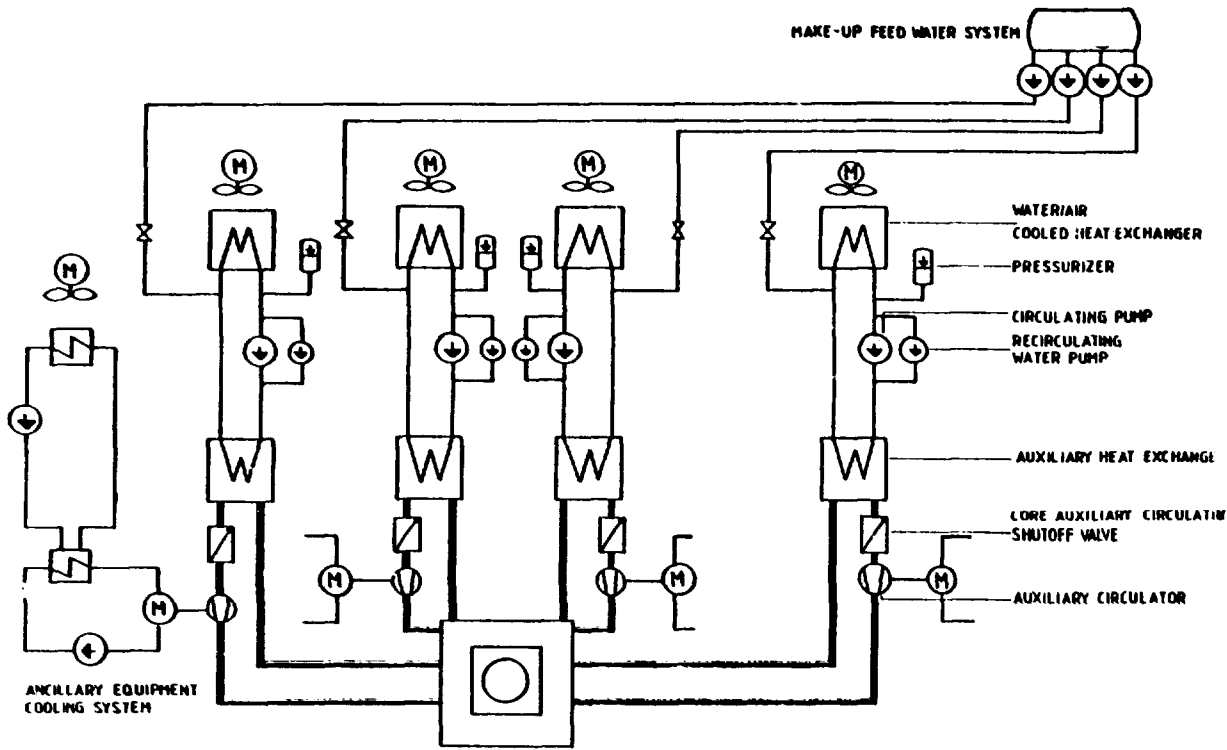 MAKE-UP FEED WATER SYSTEM
M
M
M
M
WATER/AIR
COOLED HEAT EXCHANGER
M
PRESSURIZER
CIRCULATING PUMP
RECIRCULATING
WATER PUMP
AUXILIARY HEAT EXCHANGE
CORE AUXILIARY CIRCULATIN
SHUTOFF VALVE
M
M
M
M
AUXILIARY CIRCULATOR
ANCILLARY EQUIPMENT
COOLING SYSTEM